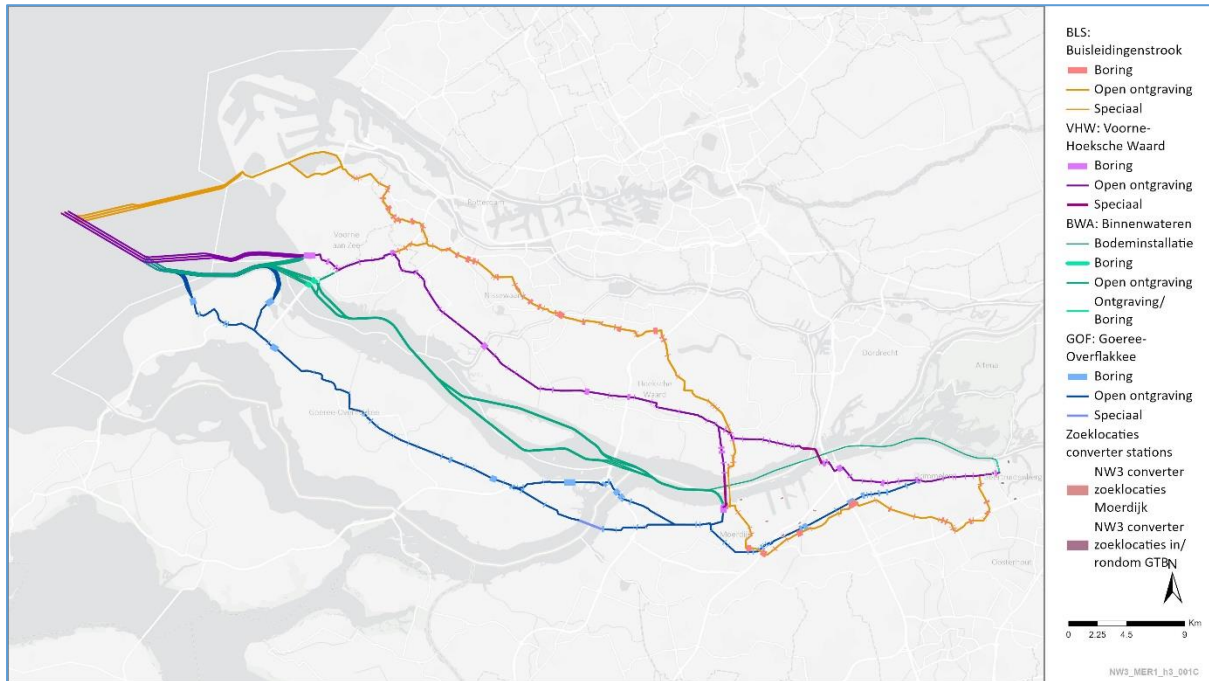 BLS:
Buisleidingenstrook
Boring
Open ontgraving
Speciaal
VHW: Voorne-
Hoeksche Waard
Boring
Open ontgraving
Speciaal
BWA: Binnenwateren
Bodeminstallatie
Boring
Open ontgraving
Ontgraving/
Boring
GOF: Goeree-
Overflakkee
Boring
Open ontgraving
Speciaal
Zoeklocaties
converter stations
NW3 converter
zoeklocaties
Moerdijk
NW3 converter
zoeklocaties in/
rondom GTB
N
Km
0 2.25 4.5 9
NW3_MER1_h3_001C
Rotterdam
Voorne
aan Zee
Nissewaard
Dordrecht
Altena
Hoeksche
Waard
Moerdijk
Oosterhout